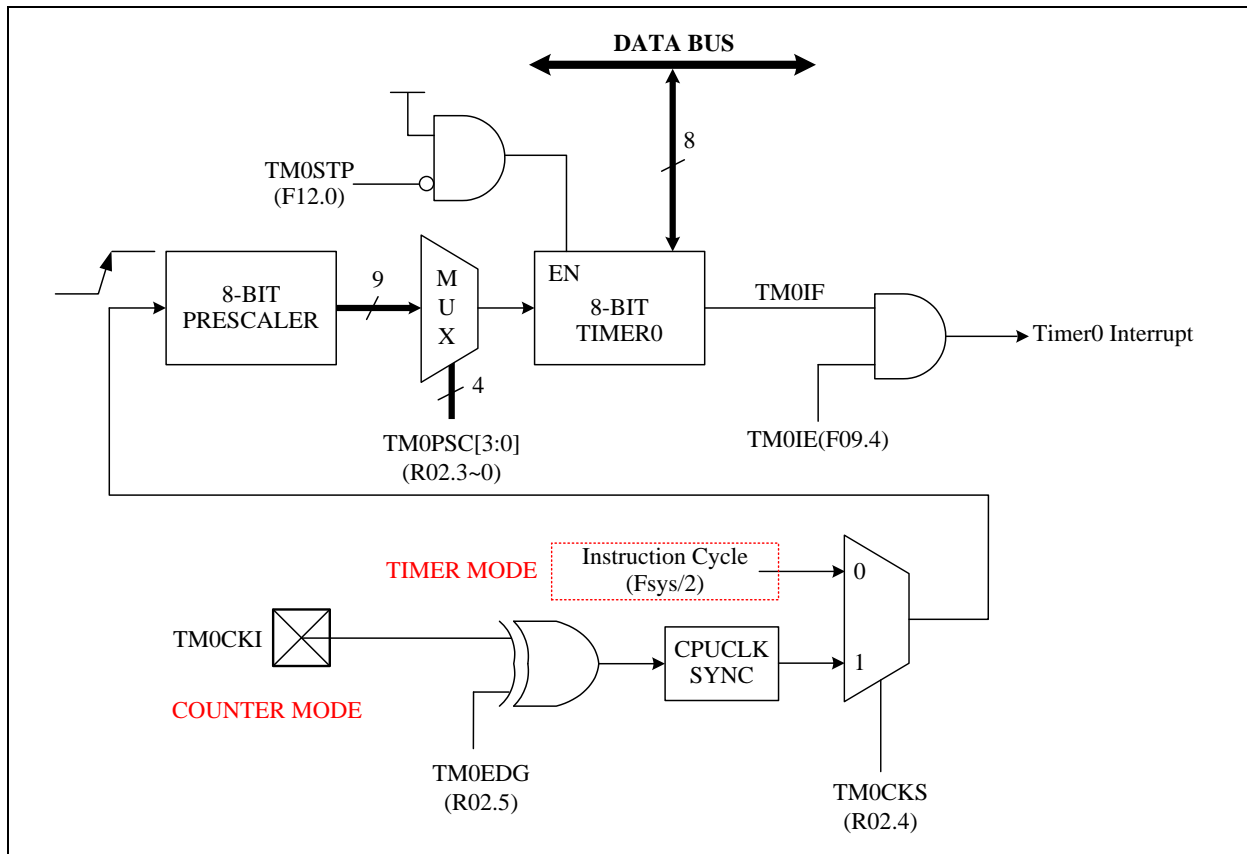 DATA BUS
8
TM0STP
(F12.0)
8-BIT
PRESCALER
9
M
U
X
EN
8-BIT
TIMER0
TM0IF
Timer0 Interrupt
4
TM0PSC[3:0]
(R02.3~0)
TM0IE(F09.4)
TIMER MODE
Instruction Cycle
(Fsys/2)
0
TM0CKI
CPUCLK
SYNC
1
COUNTER MODE
TM0EDG
(R02.5)
TM0CKS
(R02.4)